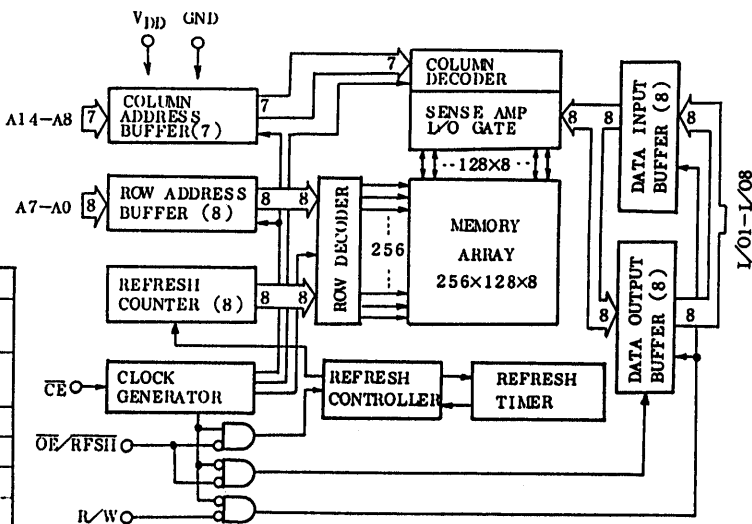 VDD GND
A14-A8
7
COLUMN
ADDRESS
BUFFER(7)
7
7
COLUMN
DECODER
SENSE AMP
I/O GATE
8
8
DATA INPUT
BUFFER (8)
8
A7-A0
8
ROW ADDRESS
BUFFER (8)
8
8
ROW DECODER
256
128×8
MEMORY
ARRAY
256×128×8
I/O1-I/O8
REFRESH
COUNTER (8)
8
8
8
8
DATA OUTPUT
BUFFER (8)
8
CE
CLOCK
GENERATOR
REFRESH
CONTROLLER
REFRESH
TIMER
OE/RFSH
R/W